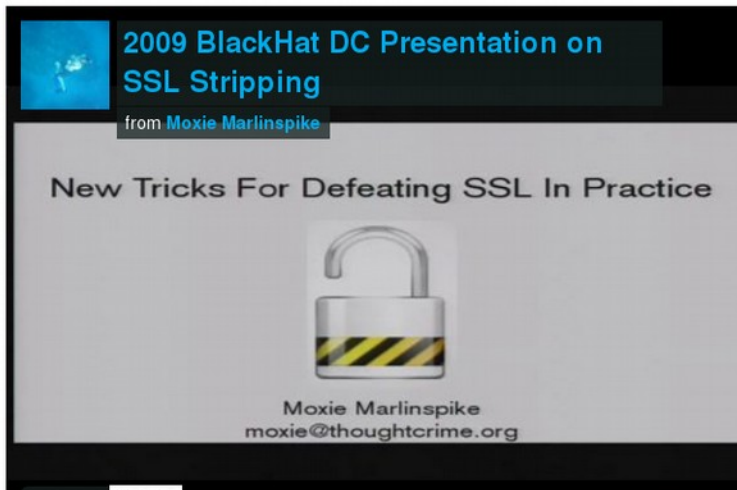 2009 BlackHat DC Presentation on
SSL Stripping
from Moxie Marlinspike
New Tricks For Defeating SSL In Practice
Moxie Marlinspike
moxie@thoughtcrime.org